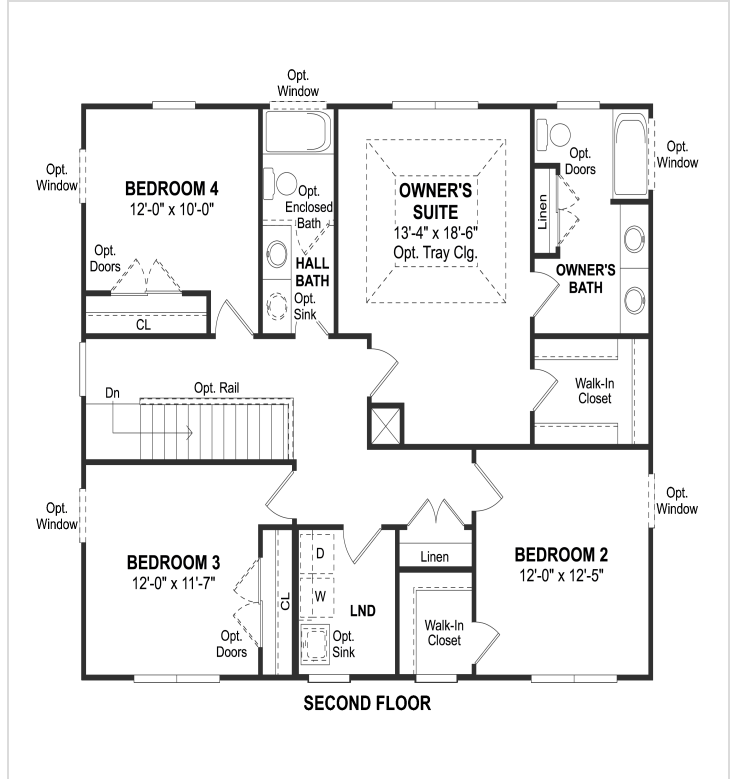 Opt.
Window
Opt.
Window
BEDROOM 4
12'-0" x 10'-0"
Opt.
Doors
CL
Opt.
Enclosed
Bath
HALL
BATH
Opt.
Sink
OWNER'S
SUITE
13'-4" x 18'-6"
Opt. Tray Clg.
Opt.
Doors
Linen
Opt.
Window
OWNER'S
BATH
Walk-In
Closet
Dn
Opt. Rail
Opt.
Window
BEDROOM 3
12'-0" x 11'-7"
Opt.
Doors
CL
D
W
LND
Opt.
Sink
Linen
Walk-In
Closet
BEDROOM 2
12'-0" x 12'-5"
Opt.
Window
SECOND FLOOR